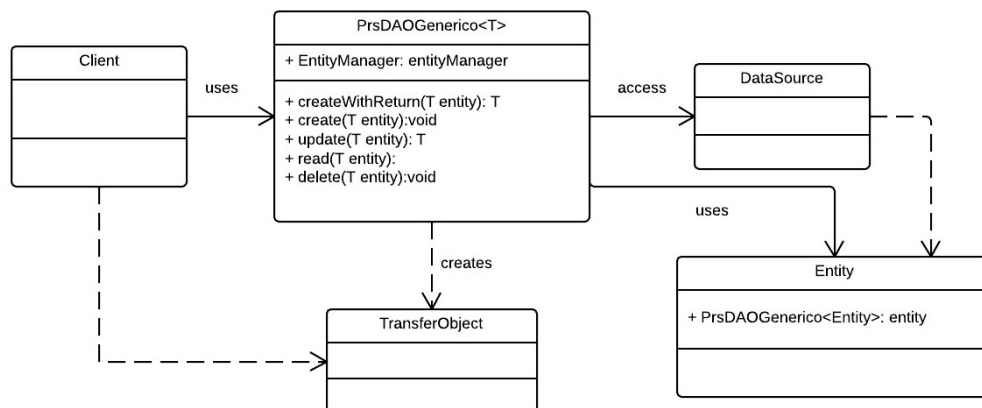 PrsDAOGenerico<T>
Client
+ EntityManager: entityManager
DataSource
uses
access
+ createWithReturn(T entity): T
+ create(T entity):void
+ update(T entity): T
+ read(T entity):
+ delete(T entity):void
uses
creates
Entity
TransferObject
+ PrsDAOGenerico<Entity>: entity